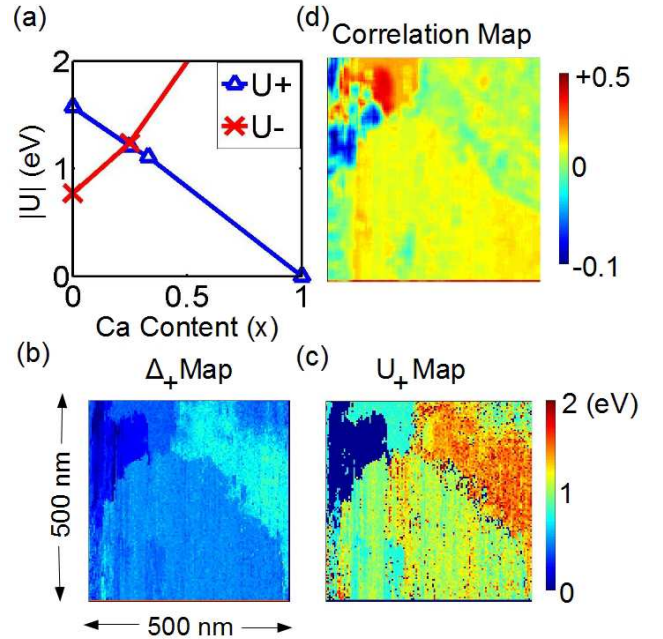 (a)
2
1
0
|U| (eV)
U+
U-
0
0.5
1
Ca Content (x)
(d)
Correlation Map
+0.5
0
-0.1
(b)
Δ₊ Map
500 nm
500 nm
(c)
U₊ Map
2 (eV)
1
0